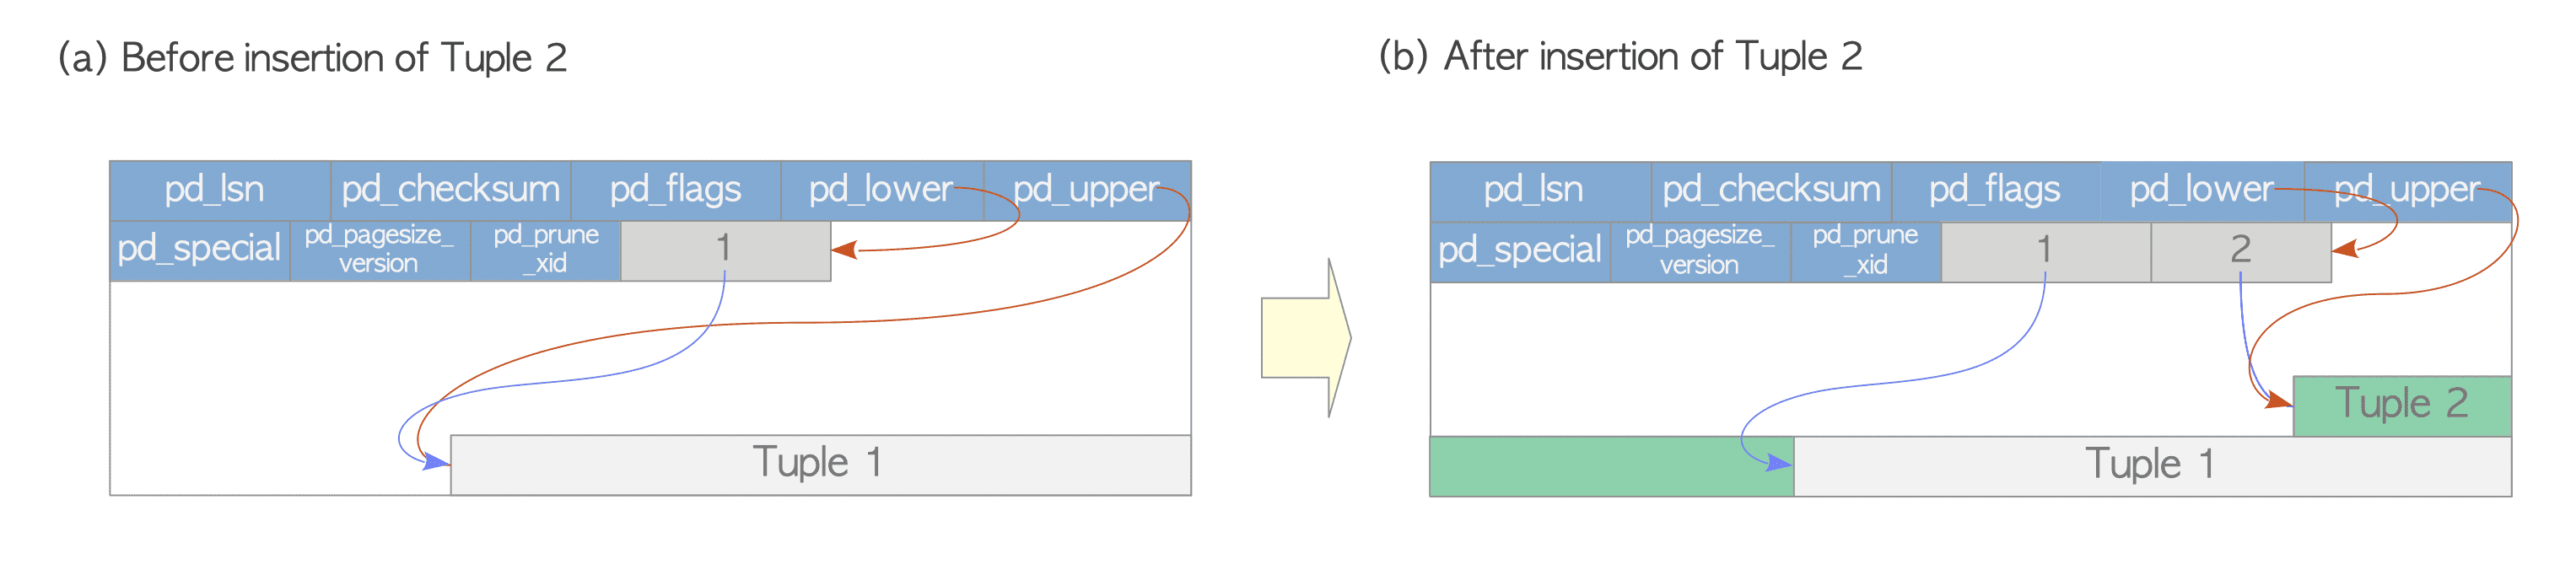 (a) Before insertion of Tuple 2
pd_lsn pd_checksum pd_flags pd_lower pd_upper
pd_special pd_pagesize_ pd_prune 1
version _xid
Tuple 1
(b) After insertion of Tuple 2
pd_lsn pd_checksum pd_flags pd_lower pd_upper
pd_special pd_pagesize_ pd_prune 1 2
version _xid
Tuple 2
Tuple 1